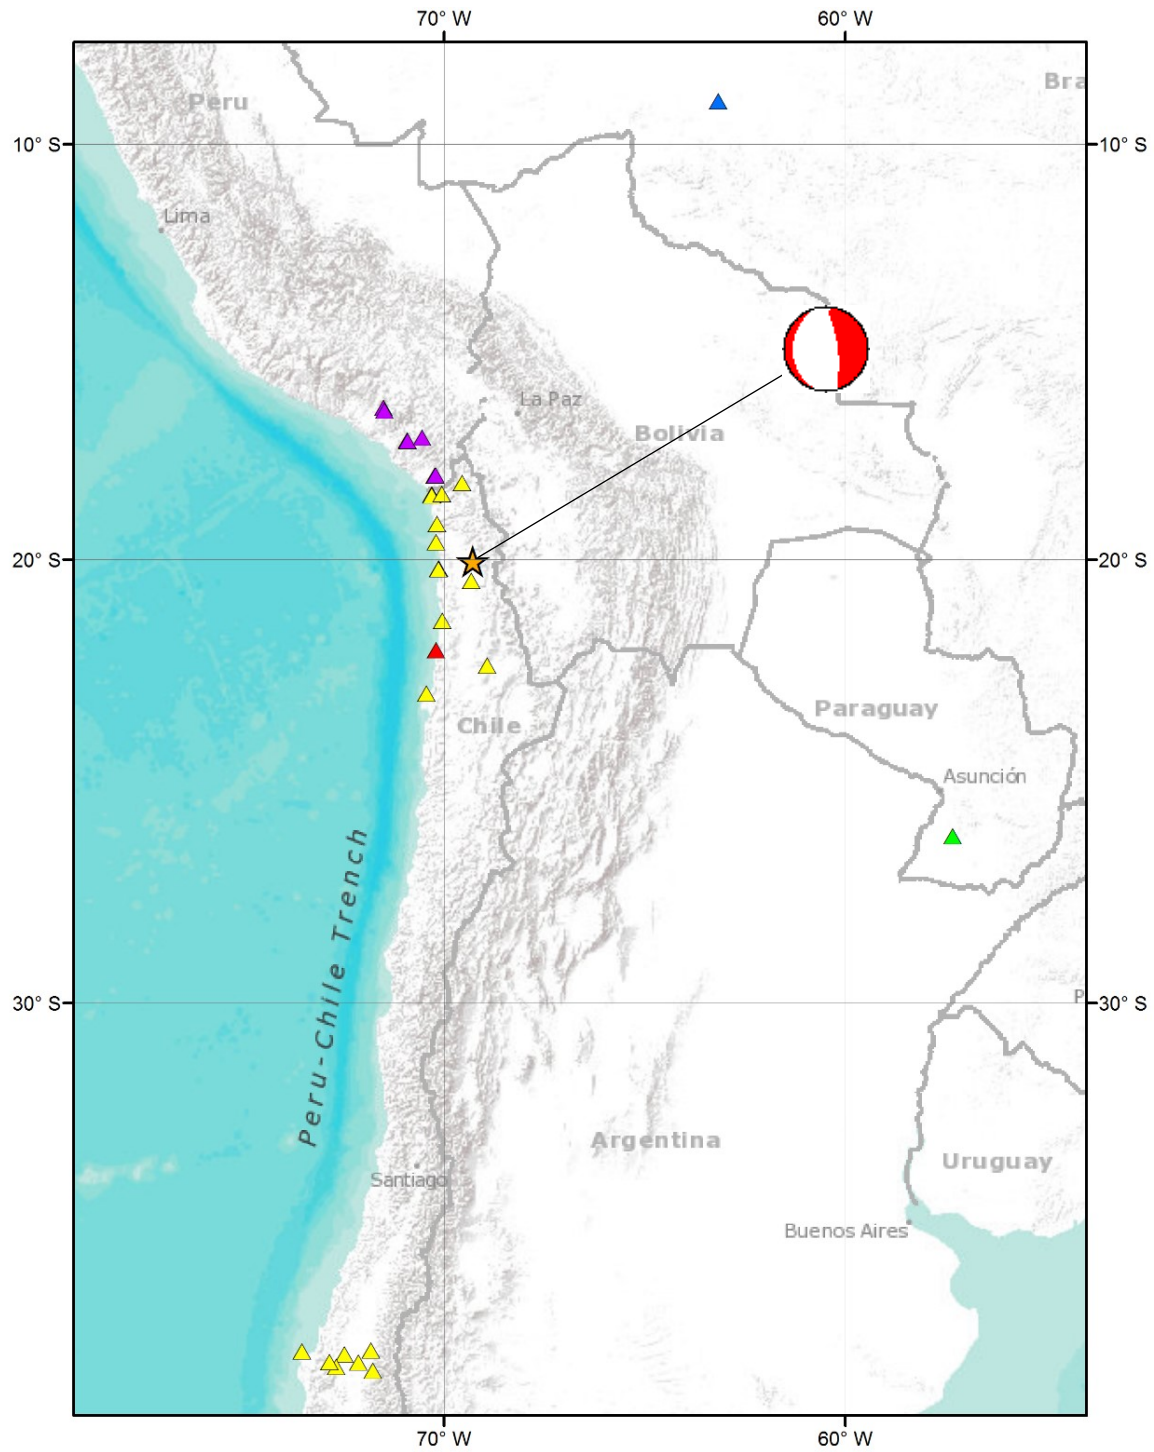 70° W
60° W
Peru
Bra
10° S
10° S
Lima
La Paz
Bolivia
20° S
20° S
Paraguay
Chile
Asunción
Peru-Chile Trench
30° S
P
30° S
Argentina
Uruguay
Santiago
Buenos Aires
70° W
60° W